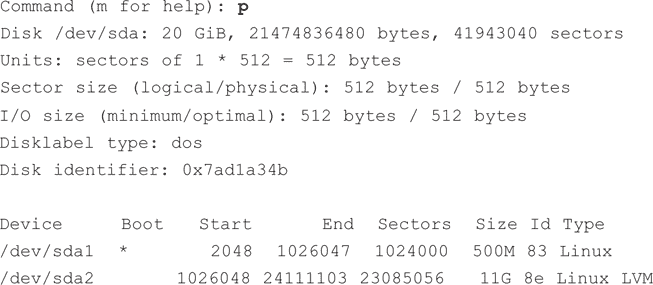 Command (m for help): p
Disk /dev/sda: 20 GiB, 21474836480 bytes, 41943040 sectors
Units: sectors of 1 * 512 = 512 bytes
Sector size (logical/physical): 512 bytes / 512 bytes
I/O size (minimum/optimal): 512 bytes / 512 bytes
Disklabel type: dos
Disk identifier: 0x7ad1a34b
Device Boot Start End Sectors Size Id Type
/dev/sda1 * 2048 1026047 1024000 500M 83 Linux
/dev/sda2 1026048 24111103 23085056 11G 8e Linux LVM